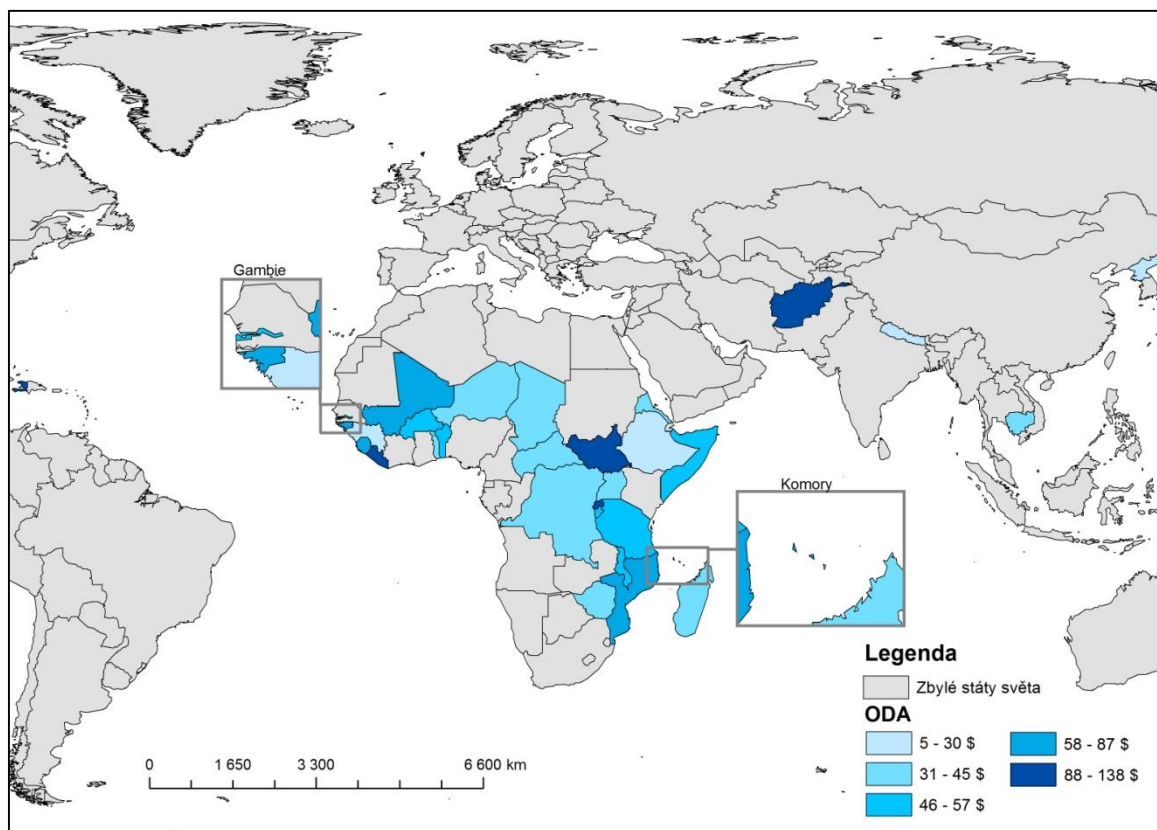 Gambie
Komory
Legenda
Zbylé státy světa
ODA
5 - 30 $
31 - 45 $
46 - 57 $
58 - 87 $
88 - 138 $
0 1 650 3 300 6 600 km